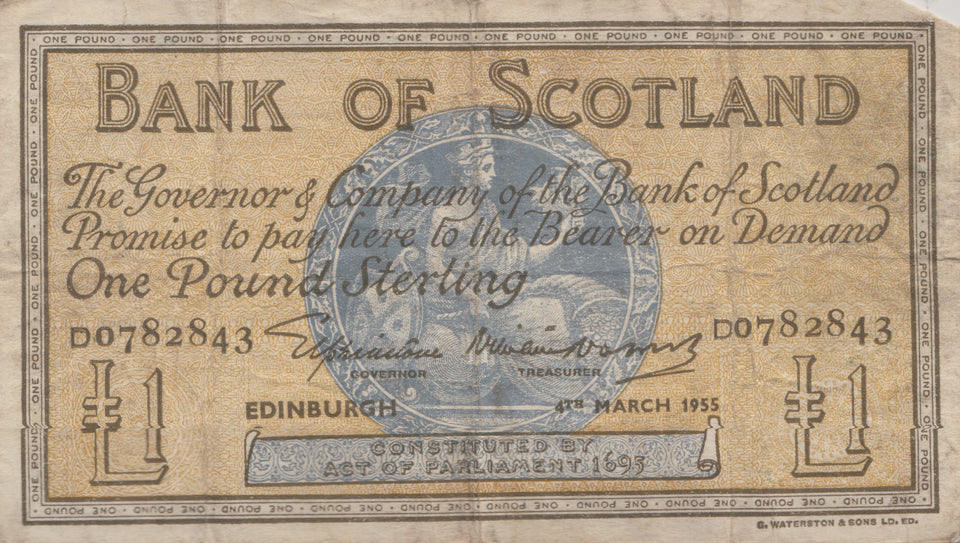 ONE POUND · ONE POUND · ONE POUND · ONE POUND · ONE POUND · ONE POUND · ONE POUND · ONE POUND · ONE POUND · ONE POUND
BANK OF SCOTLAND
The Governor & Company of the Bank of Scotland
Promise to pay here to the Bearer on Demand
One Pound Sterling
D0782843 D0782843
GOVERNOR TREASURER
£1 EDINBURGH 4TH MARCH 1955 £1
CONSTITUTED BY
ACT OF PARLIAMENT 1695
ONE POUND · ONE POUND · ONE POUND · ONE POUND · ONE POUND · ONE POUND · ONE POUND · ONE POUND · ONE POUND · ONE POUND
G. WATERSTON & SONS LD. ED.